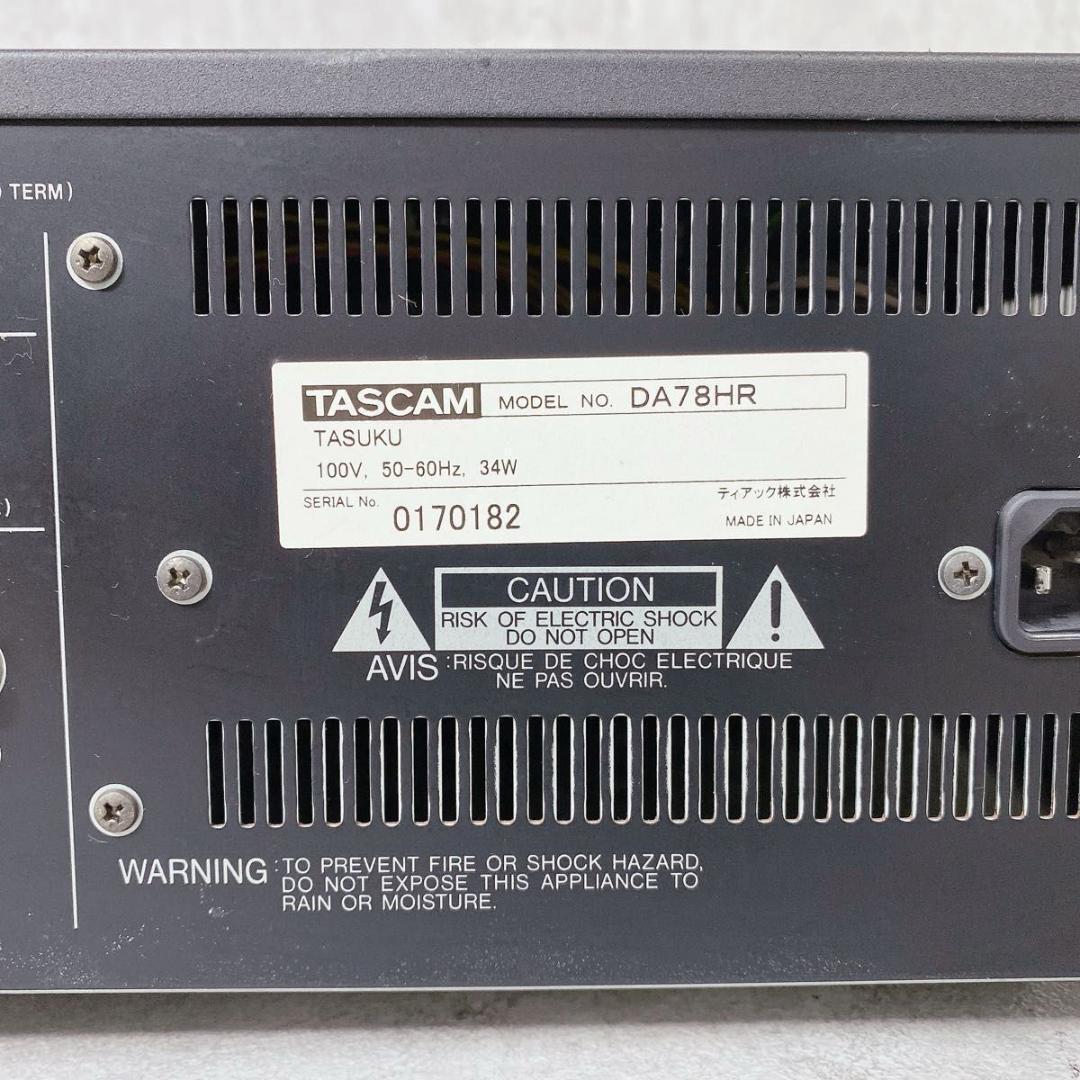 TERM)
TASCAM MODEL NO. DA78HR
TASUKU
100V, 50-60Hz, 34W
SERIAL No. 0170182
ティアック株式会社
MADE IN JAPAN
CAUTION
RISK OF ELECTRIC SHOCK
DO NOT OPEN
AVIS :RISQUE DE CHOC ELECTRIQUE
NE PAS OUVRIR.
WARNING :TO PREVENT FIRE OR SHOCK HAZARD,
DO NOT EXPOSE THIS APPLIANCE TO
RAIN OR MOISTURE.